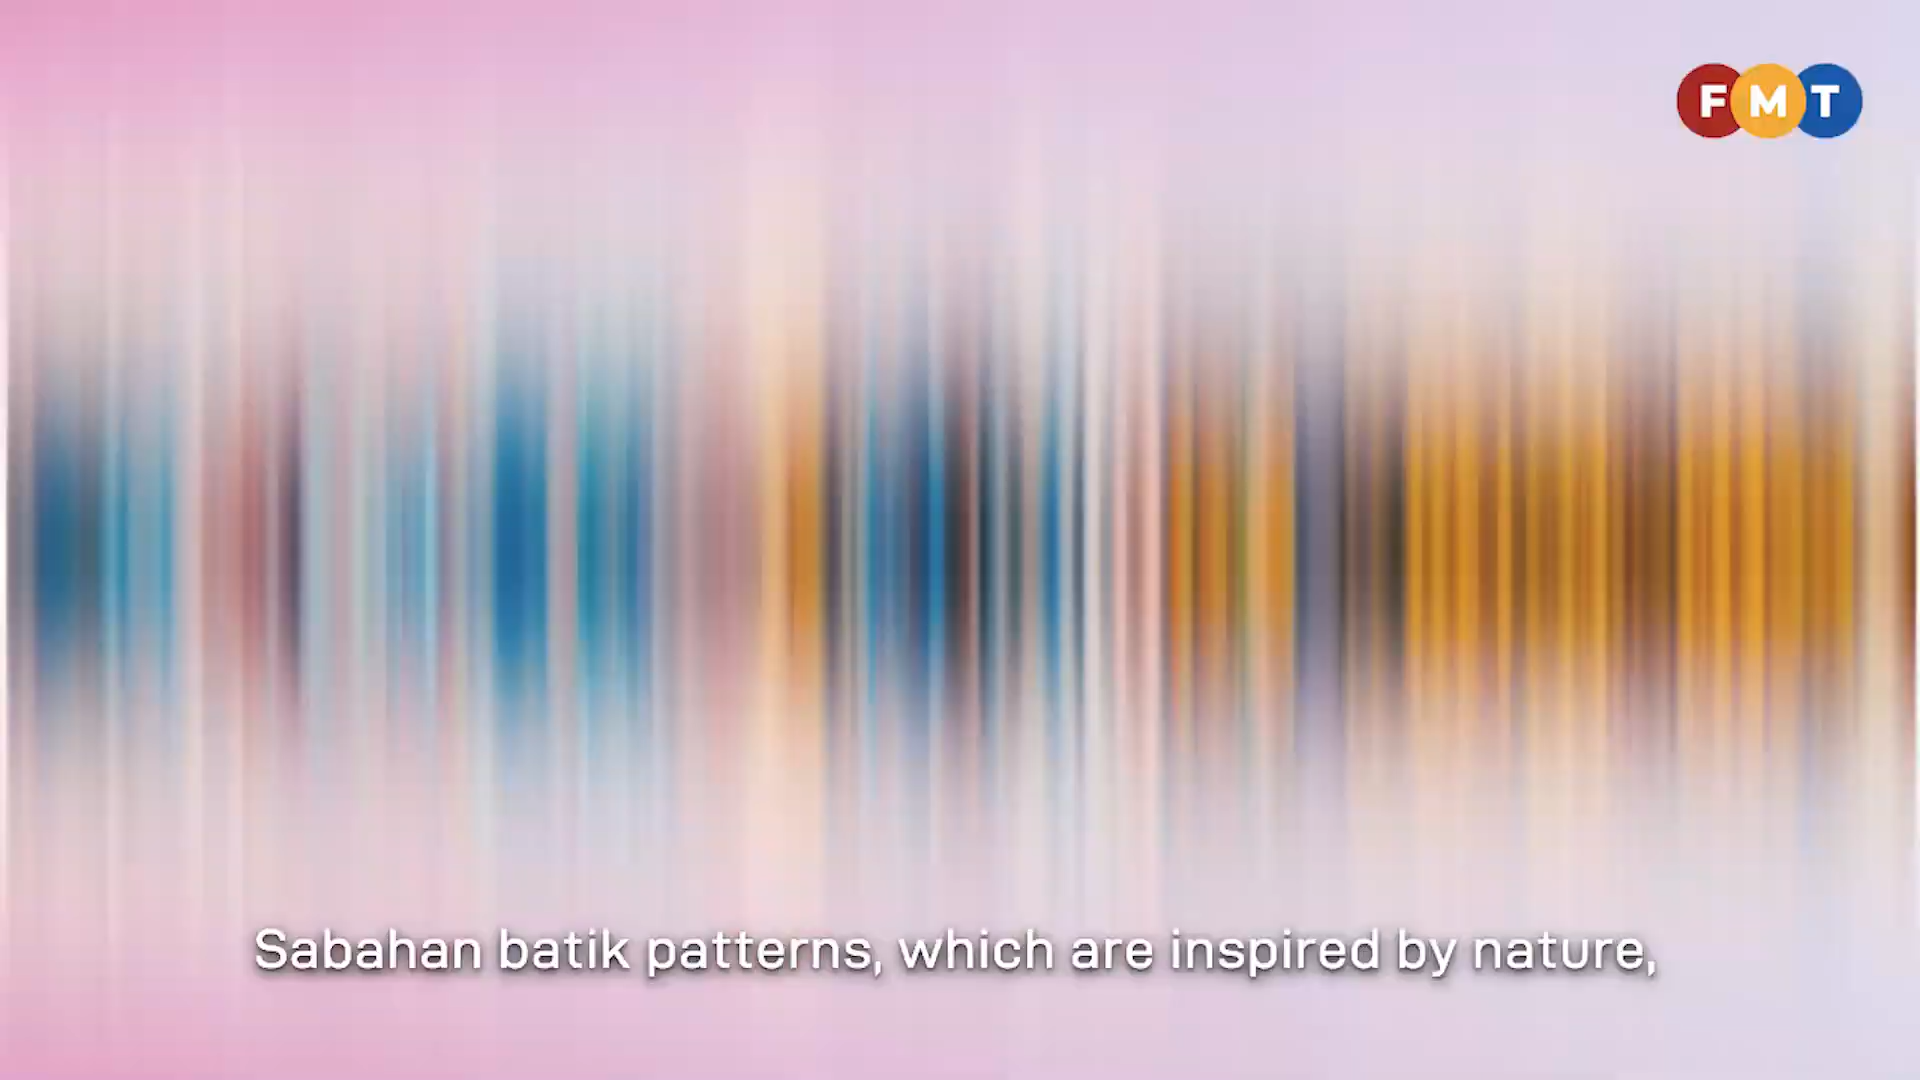 FMT
Sabahan batik patterns, which are inspired by nature,